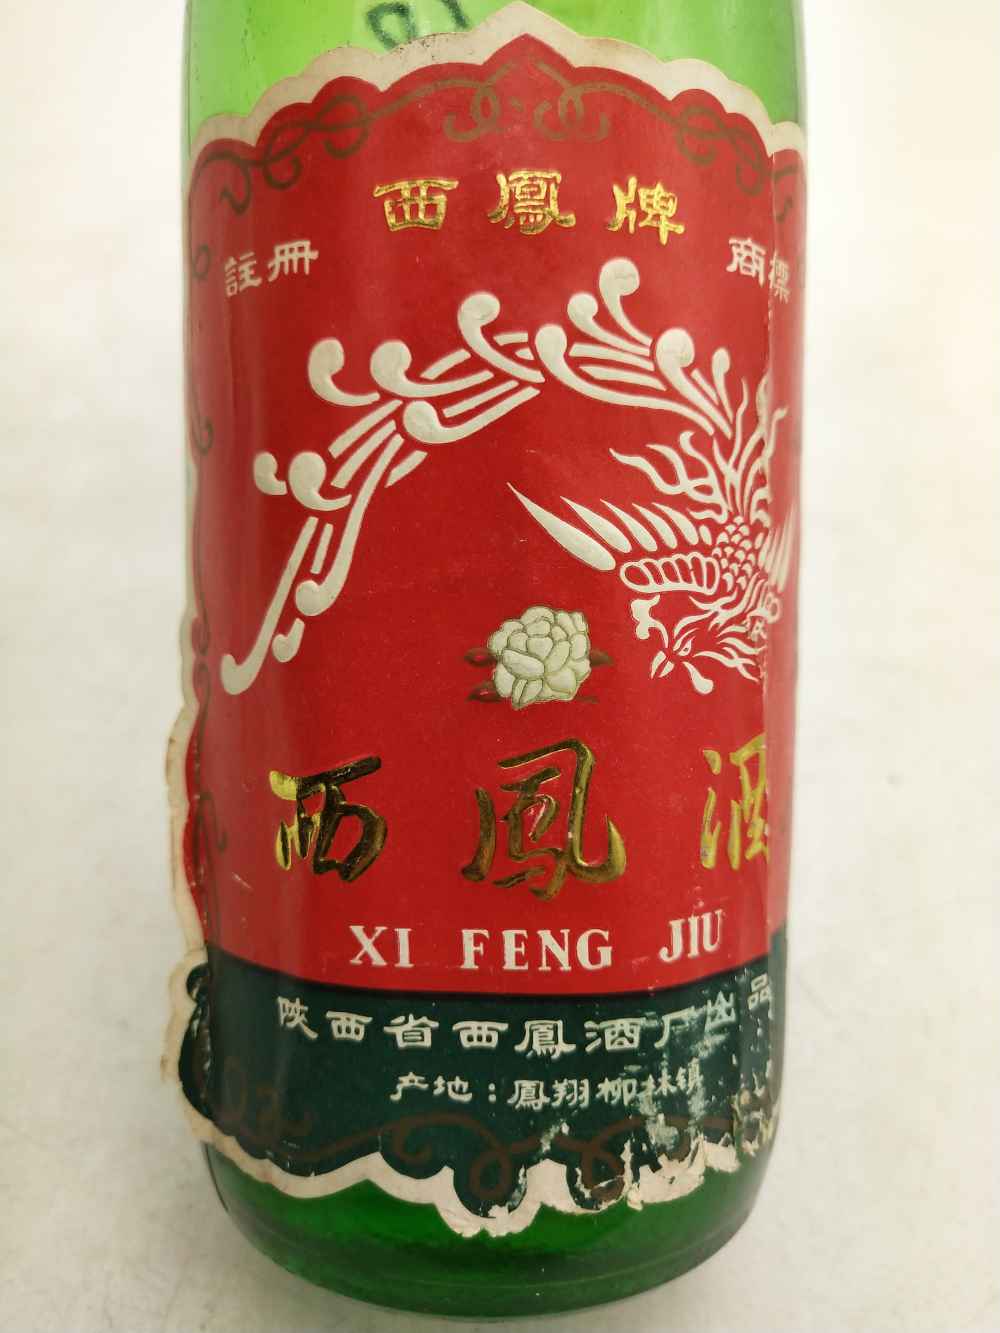 西鳳牌
註冊 商標
西鳳酒
XI FENG JIU
陕西省西鳳酒厂出品
产地：鳳翔柳林镇